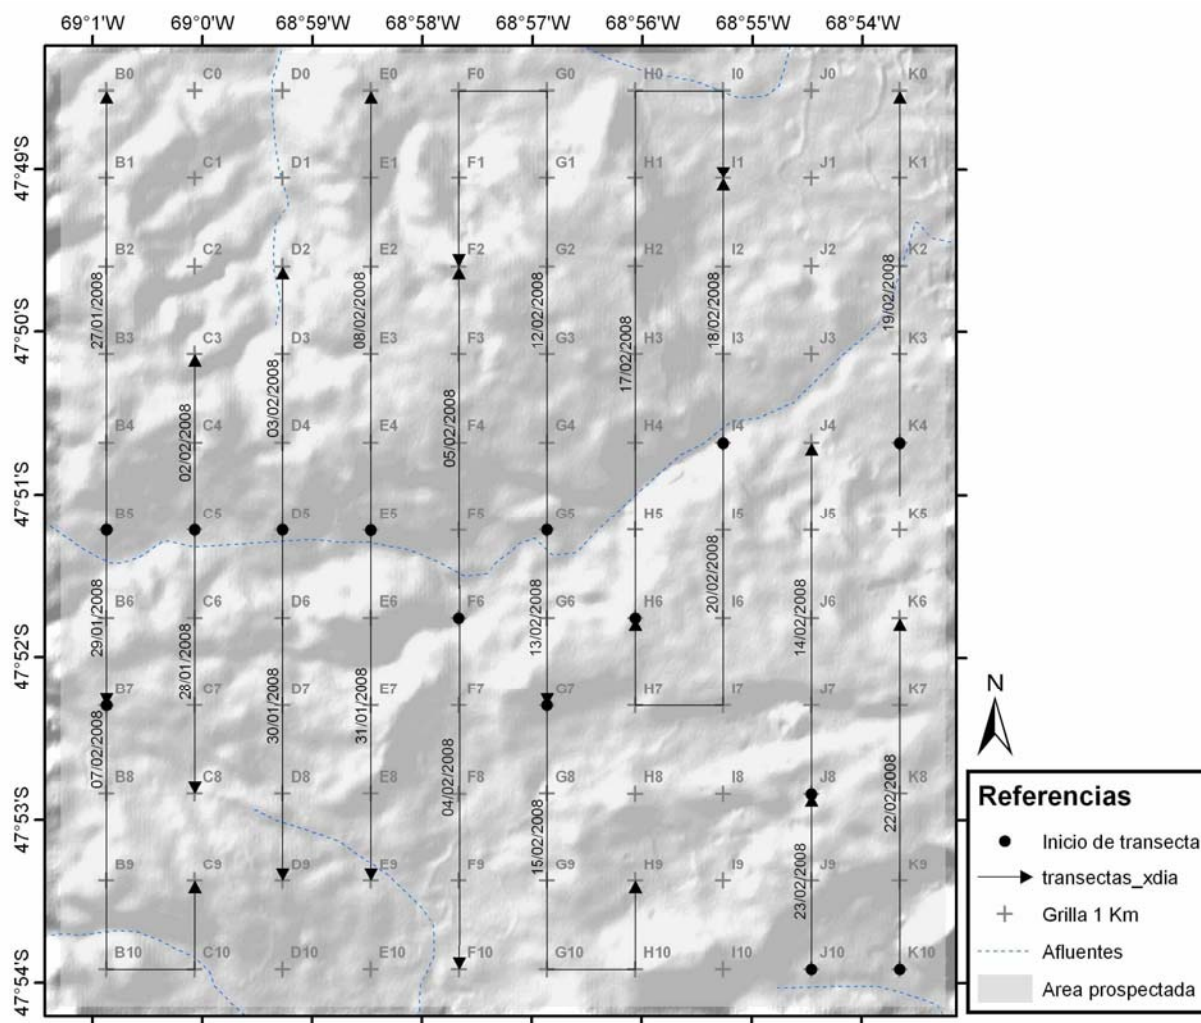 69°1'W 69°0'W 68°59'W 68°58'W 68°57'W 68°56'W 68°55'W 68°54'W
B0 C0 D0 E0 F0 G0 H0 I0 J0 K0
47°49'S
B1 C1 D1 E1 F1 G1 H1 I1 J1 K1
B2 C2 D2 E2 F2 G2 H2 I2 J2 K2
27/01/2008 08/02/2008 12/02/2008 17/02/2008 18/02/2008 19/02/2008
47°50'S
B3 C3 D3 E3 F3 G3 H3 I3 J3 K3
02/02/2008 03/02/2008 05/02/2008
B4 C4 D4 E4 F4 G4 H4 I4 J4 K4
47°51'S
B5 C5 D5 E5 F5 G5 H5 I5 J5 K5
29/01/2008 28/01/2008 13/02/2008 20/02/2008 14/02/2008
B6 C6 D6 E6 F6 G6 H6 I6 J6 K6
47°52'S
B7 C7 D7 E7 F7 G7 H7 I7 J7 K7
07/02/2008 30/01/2008 31/01/2008 04/02/2008 22/02/2008
B8 C8 D8 E8 F8 G8 H8 I8 J8 K8
47°53'S
15/02/2008 23/02/2008
B9 C9 D9 E9 F9 G9 H9 I9 J9 K9
B10 C10 D10 E10 F10 G10 H10 I10 J10 K10
47°54'S
N
Referencias
Inicio de transecta
transectas_xdia
Grilla 1 Km
Afluentes
Area prospectada